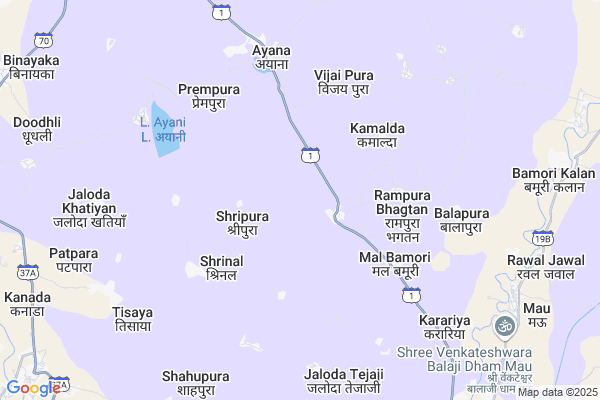 70
1
Ayana
अयाना
Binayaka
बिनायका
Vijai Pura
विजय पुरा
Prempura
प्रेमपुरा
Doodhli
दूधली
L. Ayani
L. अयानी
Kamalda
कमाल्दा
1
Bamori Kalan
बमूरी कलान
Jaloda
Khatiyan
जलोदा खतियाँ
Shripura
श्रीपुरा
Rampura
Bhagtan
रामपुरा
भगतन
Balapura
बालापुरा
19B
Patpara
पटपारा
Shrinal
श्रिनल
Mal Bamori
मल बमूरी
Rawal Jawal
रवल जवाल
37A
Kanada
कनाडा
1
Tisaya
तिसाया
Karariya
करारिया
Mau
मऊ
Shree Venkateshwara
Balaji Dham Mau
श्री वेंकटेश्वर
बालाजी धाम
Shahupura
शाहपुरा
Jaloda Tejaji
जलोदा तेजाजी
Google
37A
Map data ©2025